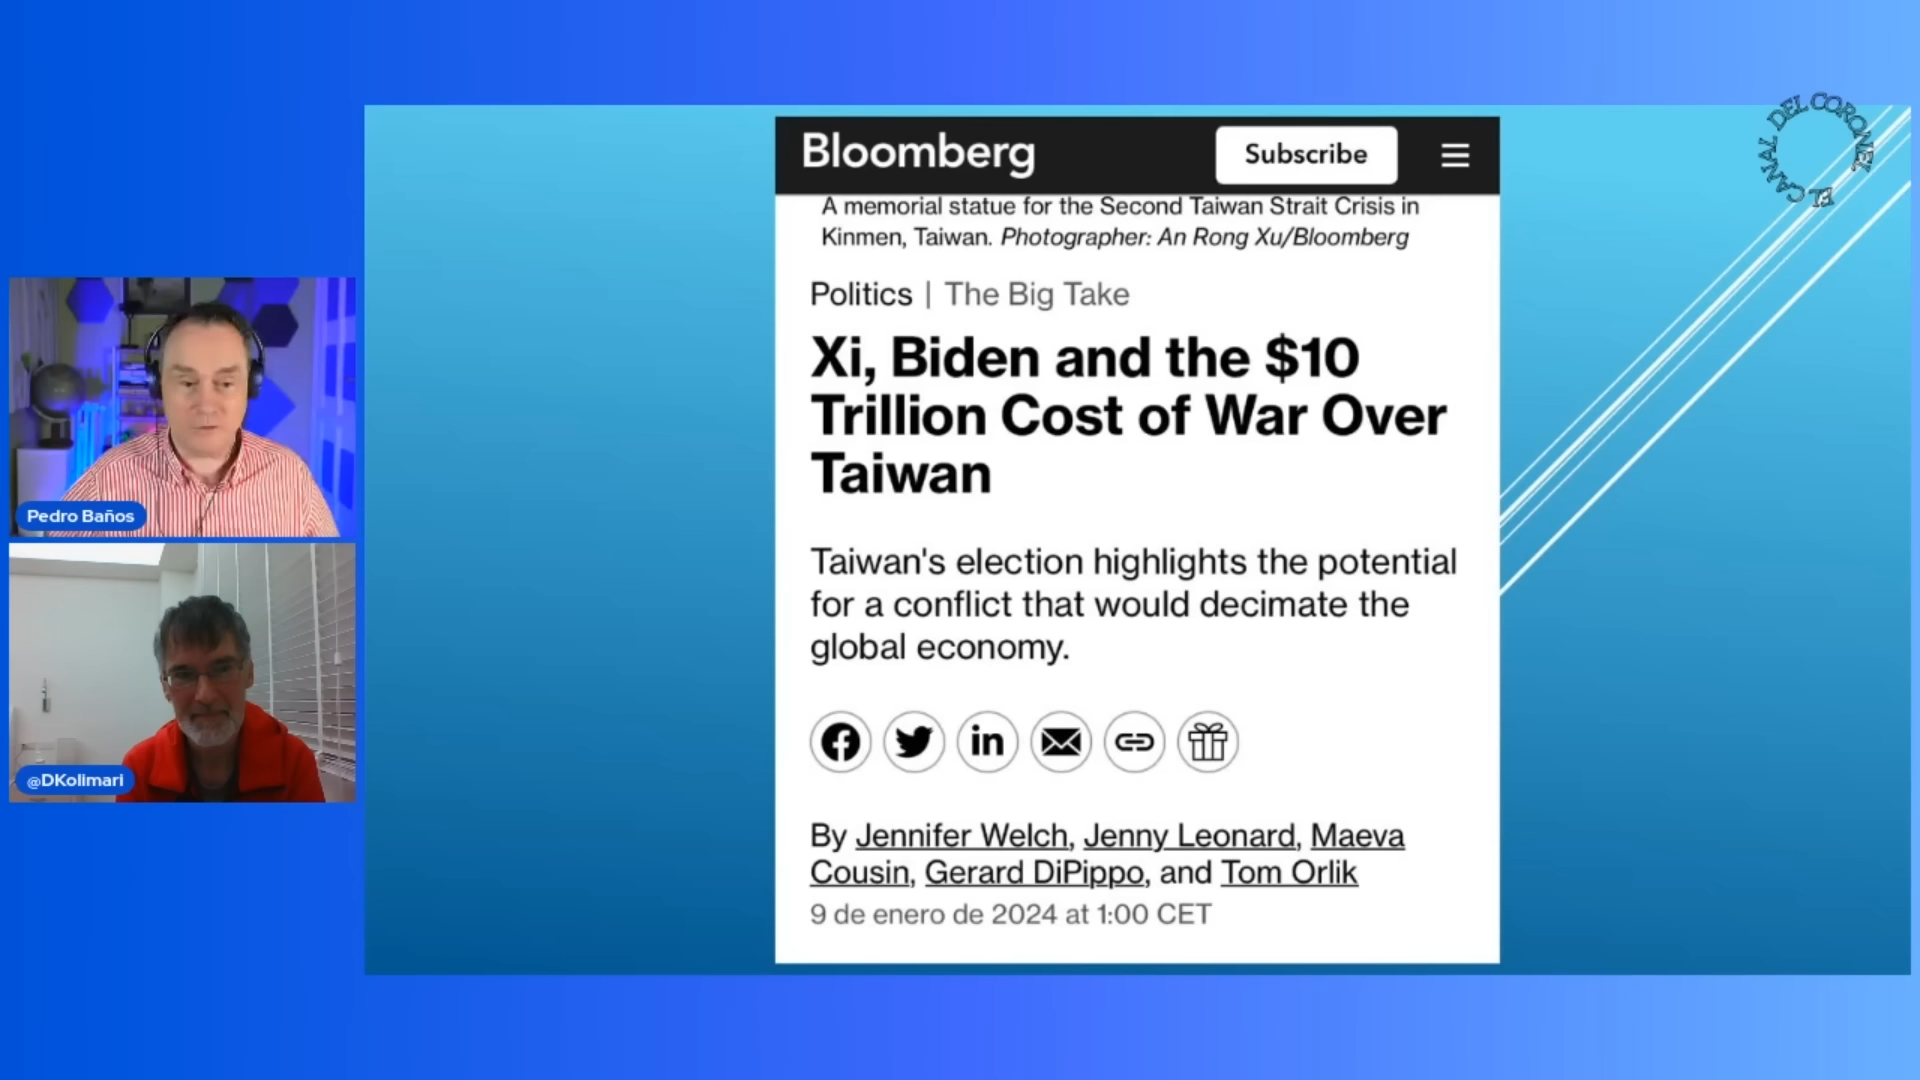 Bloomberg
Subscribe
A memorial statue for the Second Taiwan Strait Crisis in
Kinmen, Taiwan. Photographer: An Rong Xu/Bloomberg
Politics | The Big Take
Xi, Biden and the $10
Trillion Cost of War Over
Taiwan
Taiwan's election highlights the potential
for a conflict that would decimate the
global economy.
By Jennifer Welch, Jenny Leonard, Maeva
Cousin, Gerard DiPippo, and Tom Orlik
9 de enero de 2024 at 1:00 CET
EL CANAL DEL CORONEL
Pedro Baños
@DKollmari